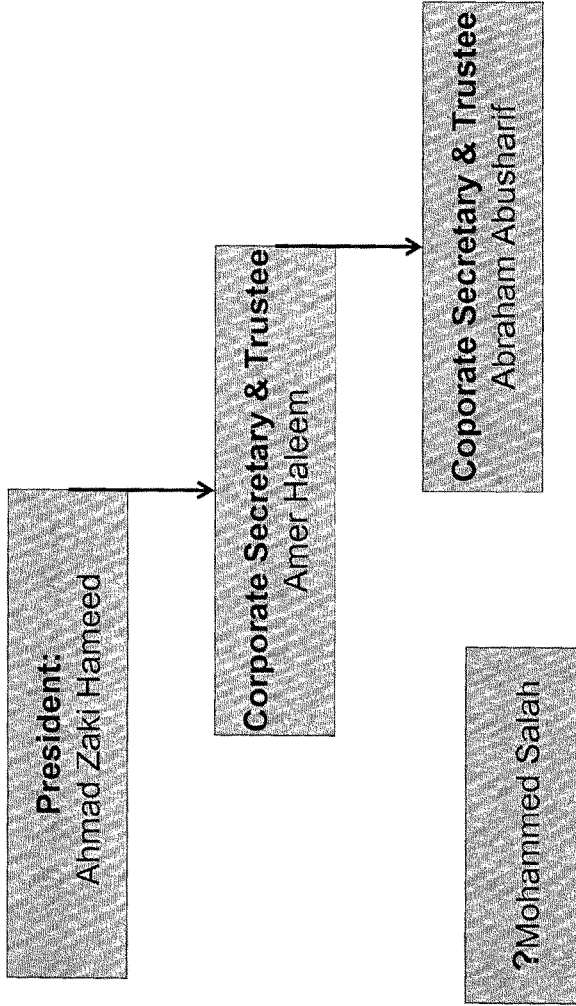 President:
Ahmad Zaki Hameed
Corporate Secretary & Trustee
Amer Haleem
Coporate Secretary & Trustee
Abraham Abusharif
?Mohammed Salah